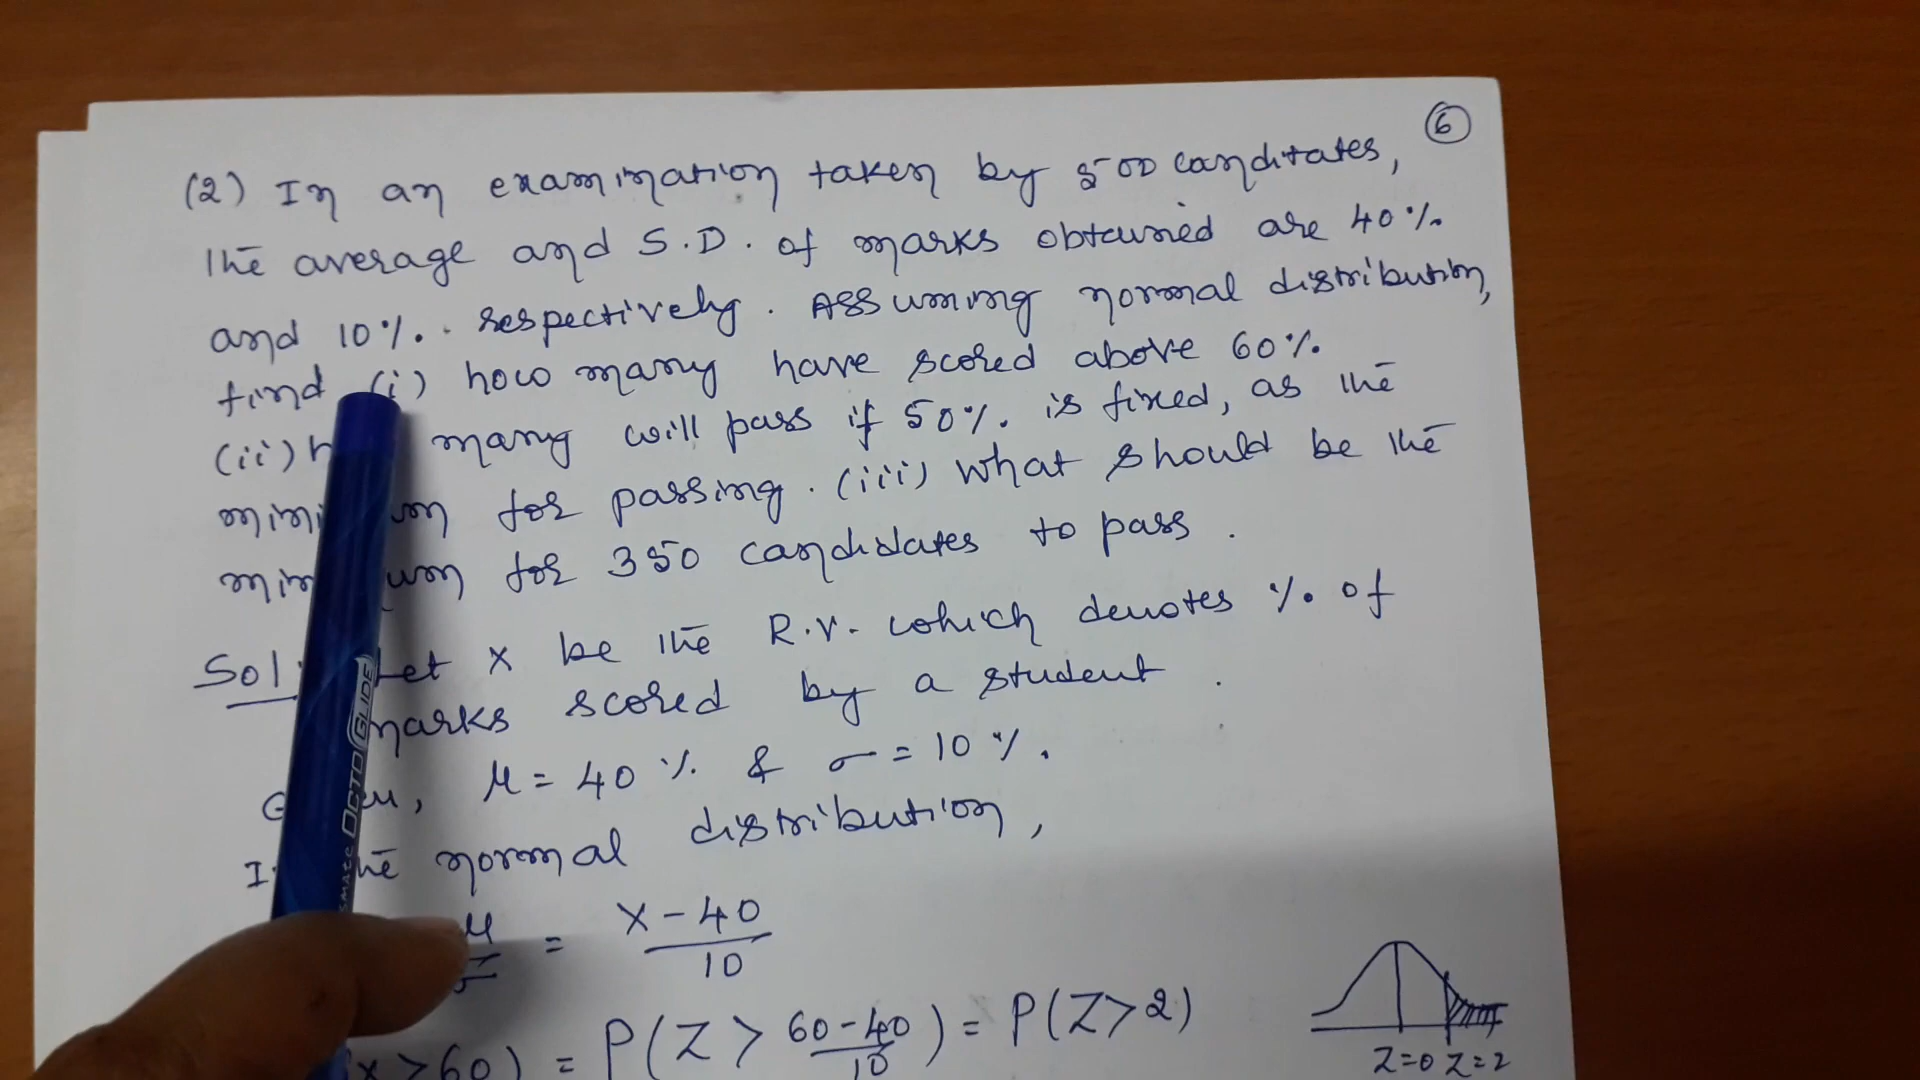 6
(2) In an examination taken by 500 canditates,
the average and S.D. of marks obtained are 40%
and 10%. respectively. Assuming normal distribution,
find (i) how many have scored above 60%.
(ii) many will pass if 50%. is fixed, as the
for passing. (iii) what should be the
for 350 candidates to pass.
Sol: Let x be the R.V. which denotes % of
marks scored by a student.
μ = 40 % & σ = 10 %.
normal distribution,
μ = X - 40
10
x > 60) = P(Z > 60-40) = P(Z > 2)
10
Z=0 Z=2
OCTO GLIDE